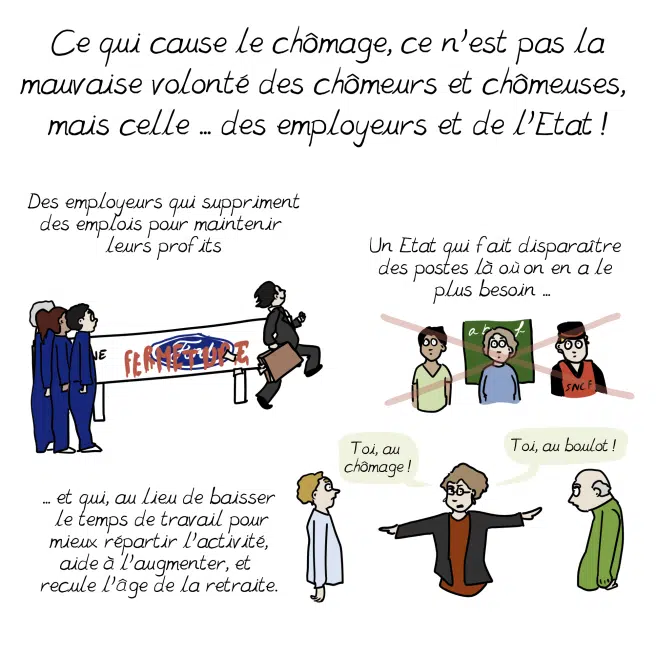 Ce qui cause le chômage, ce n'est pas la
mauvaise volonté des chômeurs et chômeuses,
mais celle ... des employeurs et de l'Etat !
Des employeurs qui suppriment
des emplois pour maintenir
leurs profits
NE
FERMETURE
Un Etat qui fait disparaître
des postes là où on en a le
plus besoin ...
SNCF
Toi, au
chômage !
Toi, au boulot !
... et qui, au lieu de baisser
le temps de travail pour
mieux répartir l'activité,
aide à l'augmenter, et
recule l'âge de la retraite.